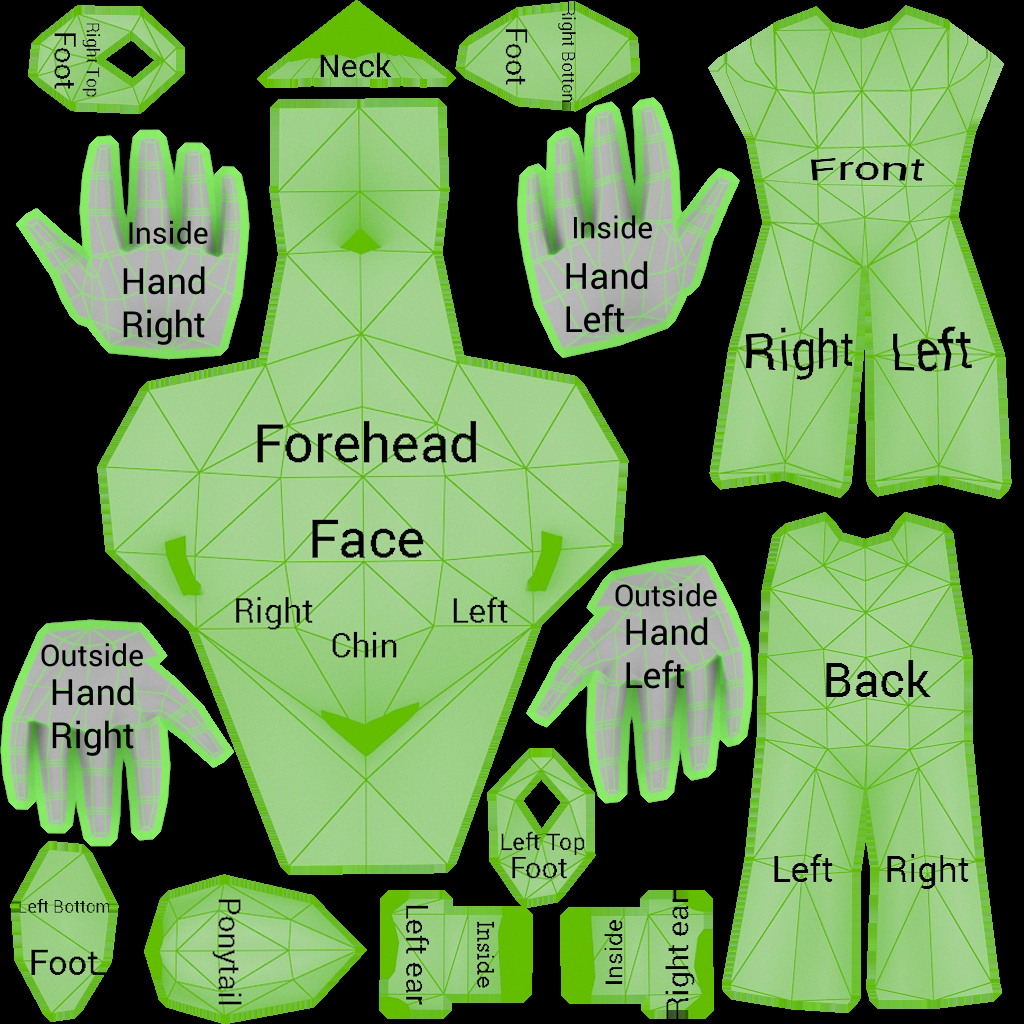 Right Top
Foot
Neck
Foot
Right Bottom
Front
Inside
Hand
Right
Inside
Hand
Left
Right
Left
Forehead
Face
Right
Left
Chin
Outside
Hand
Left
Outside
Hand
Right
Back
Left Top
Foot
Left
Right
Left Bottom
Foot
Ponytail
Left ear
Inside
Inside
Right ear